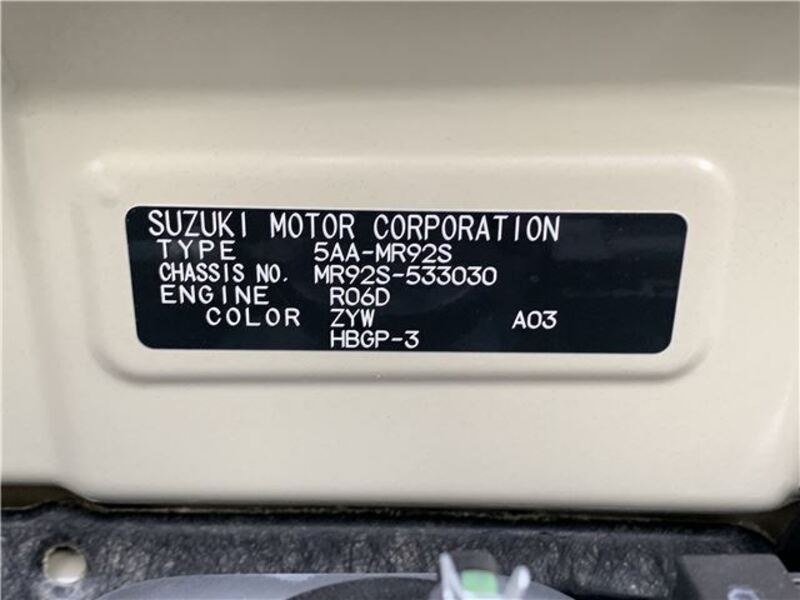 SUZUKI MOTOR CORPORATION
TYPE 5AA-MR92S
CHASSIS NO. MR92S-533030
ENGINE R06D
COLOR ZYW A03
HBGP-3